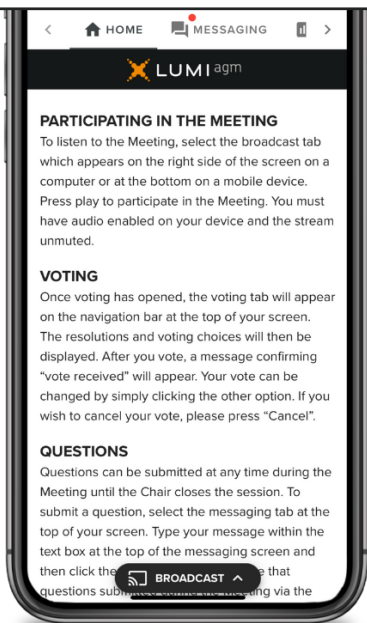 HOME MESSAGING
LUMI agm
PARTICIPATING IN THE MEETING
To listen to the Meeting, select the broadcast tab
which appears on the right side of the screen on a
computer or at the bottom on a mobile device.
Press play to participate in the Meeting. You must
have audio enabled on your device and the stream
unmuted.
VOTING
Once voting has opened, the voting tab will appear
on the navigation bar at the top of your screen.
The resolutions and voting choices will then be
displayed. After you vote, a message confirming
“vote received” will appear. Your vote can be
changed by simply clicking the other option. If you
wish to cancel your vote, please press “Cancel”.
QUESTIONS
Questions can be submitted at any time during the
Meeting until the Chair closes the session. To
submit a question, select the messaging tab at the
top of your screen. Type your message within the
text box at the top of the messaging screen and
then click the that
BROADCAST
questions submitted during the Meeting via the